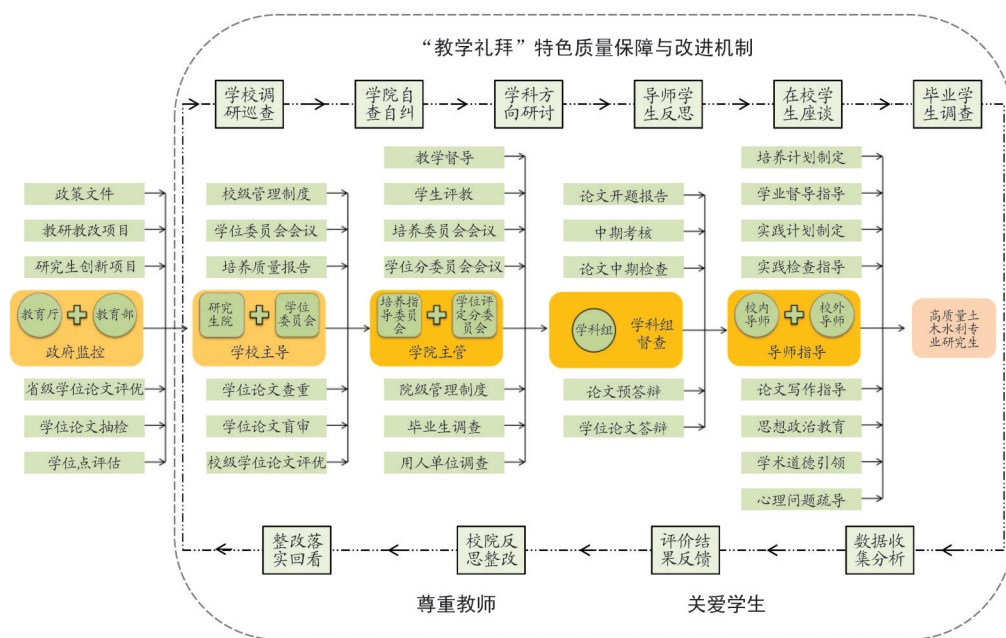 “教学礼拜”特色质量保障与改进机制
学校调
研巡查
学院自
查自纠
学科方
向研讨
导师学
生反思
在校学
生座谈
毕业学
生调查
政策文件
教研教改项目
研究生创新项目
教育厅
教育部
政府监控
省级学位论文评优
学位论文抽检
学位点评估
校级管理制度
学位委员会会议
培养质量报告
研究
生院
学位
委员会
学校主导
学位论文查重
学位论文盲审
校级学位论文评优
教学督导
学生评教
培养委员会会议
学位分委员会会议
培养指
导委员
会
学位评
定分委
员会
学院主管
院级管理制度
毕业生调查
用人单位调查
论文开题报告
中期考核
论文中期检查
学科组
学科组
督查
论文预答辩
学位论文答辩
培养计划制定
学业督导指导
实践计划制定
实践检查指导
校内
导师
校外
导师
导师指导
论文写作指导
思想政治教育
学术道德引领
心理问题疏导
高质量土
木水利专
业研究生
整改落
实回看
校院反
思整改
评价结
果反馈
数据收
集分析
尊重教师
关爱学生